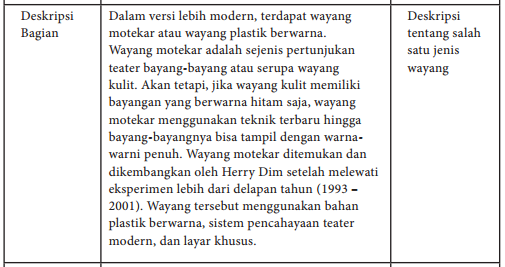 Deskripsi
Bagian
Dalam versi lebih modern, terdapat wayang
motekar atau wayang plastik berwarna.
Wayang motekar adalah sejenis pertunjukan
teater bayang-bayang atau serupa wayang
kulit. Akan tetapi, jika wayang kulit memiliki
bayangan yang berwarna hitam saja, wayang
motekar menggunakan teknik terbaru hingga
bayang-bayangnya bisa tampil dengan warna-
warni penuh. Wayang motekar ditemukan dan
dikembangkan oleh Herry Dim setelah melewati
eksperimen lebih dari delapan tahun (1993 –
2001). Wayang tersebut menggunakan bahan
plastik berwarna, sistem pencahayaan teater
modern, dan layar khusus.
Deskripsi
tentang salah
satu jenis
wayang